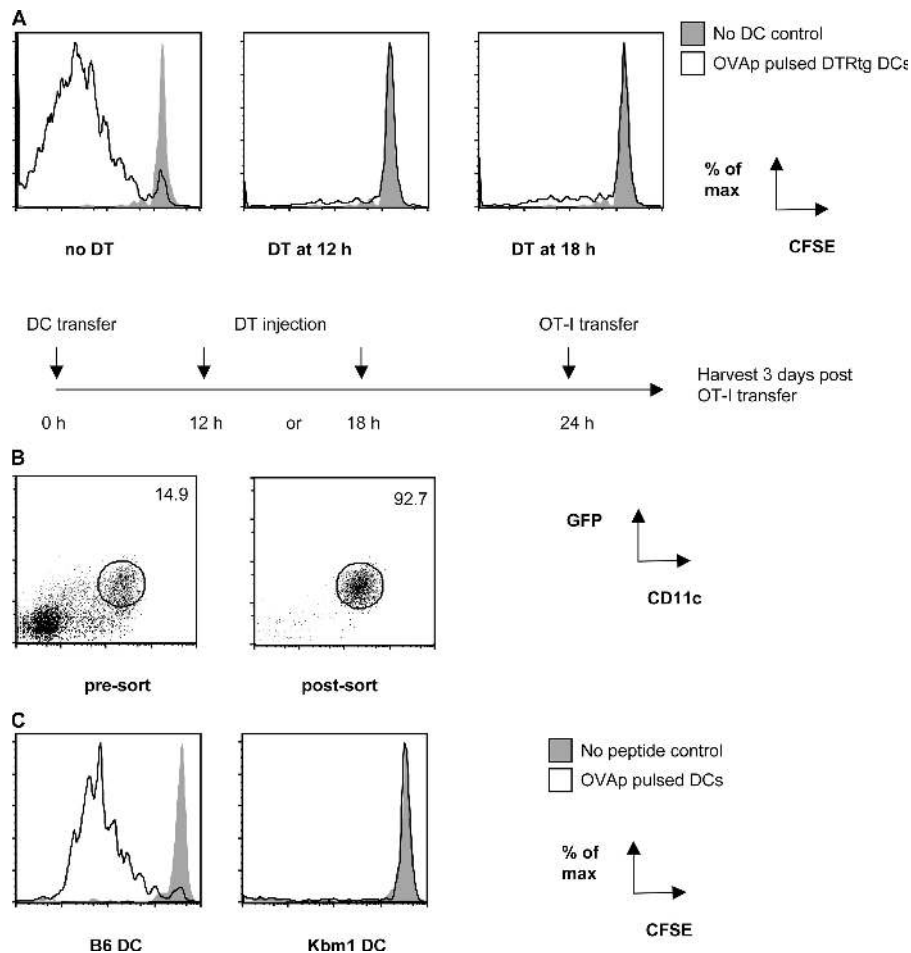 A
No DC control
OVAp pulsed DTRtg DCs
% of
max
CFSE
no DT
DT at 12 h
DT at 18 h
DC transfer
DT injection
OT-I transfer
Harvest 3 days post
OT-I transfer
0 h
12 h
or
18 h
24 h
B
14.9
92.7
GFP
CD11c
pre-sort
post-sort
C
No peptide control
OVAp pulsed DCs
% of
max
CFSE
B6 DC
Kbm1 DC